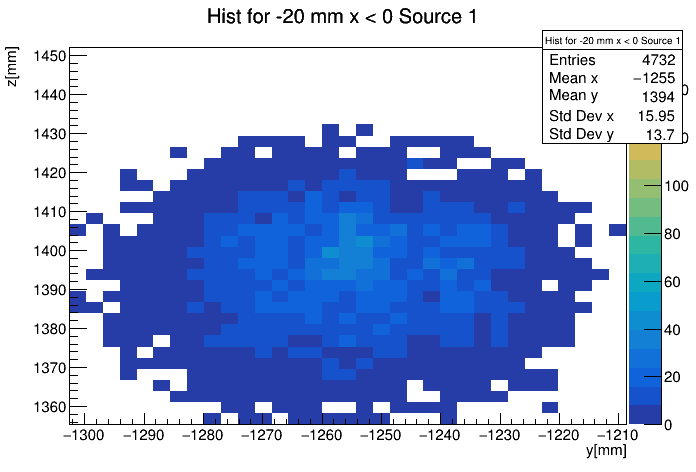 Hist for -20 mm x < 0 Source 1
Hist for -20 mm x < 0 Source 1
Entries 4732
Mean x −1255
Mean y 1394
Std Dev x 15.95
Std Dev y 13.7
z[mm]
1450
1440
1430
1420
1410
1400
1390
1380
1370
1360
−1300 −1290 −1280 −1270 −1260 −1250 −1240 −1230 −1220 −1210
y[mm]
100
80
60
40
20
0